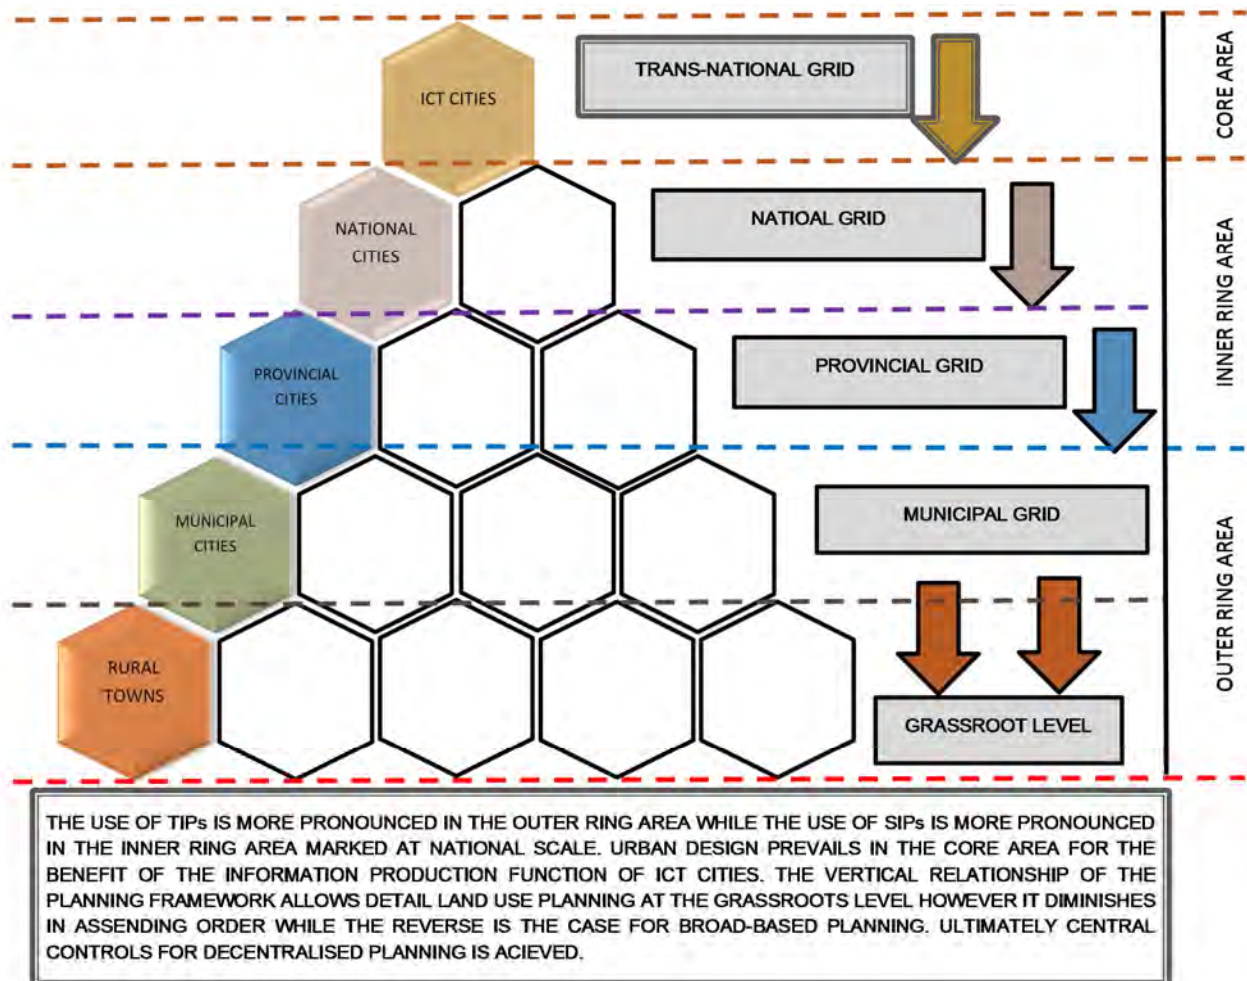 ICT CITIES
TRANS-NATIONAL GRID
CORE AREA
NATIONAL
CITIES
NATIOAL GRID
INNER RING AREA
PROVINCIAL
CITIES
PROVINCIAL GRID
MUNICIPAL
CITIES
MUNICIPAL GRID
OUTER RING AREA
RURAL
TOWNS
GRASSROOT LEVEL
THE USE OF TIPs IS MORE PRONOUNCED IN THE OUTER RING AREA WHILE THE USE OF SIPs IS MORE PRONOUNCED
IN THE INNER RING AREA MARKED AT NATIONAL SCALE. URBAN DESIGN PREVAILS IN THE CORE AREA FOR THE
BENEFIT OF THE INFORMATION PRODUCTION FUNCTION OF ICT CITIES. THE VERTICAL RELATIONSHIP OF THE
PLANNING FRAMEWORK ALLOWS DETAIL LAND USE PLANNING AT THE GRASSROOTS LEVEL HOWEVER IT DIMINISHES
IN ASSENDING ORDER WHILE THE REVERSE IS THE CASE FOR BROAD-BASED PLANNING. ULTIMATELY CENTRAL
CONTROLS FOR DECENTRALISED PLANNING IS ACIEVED.